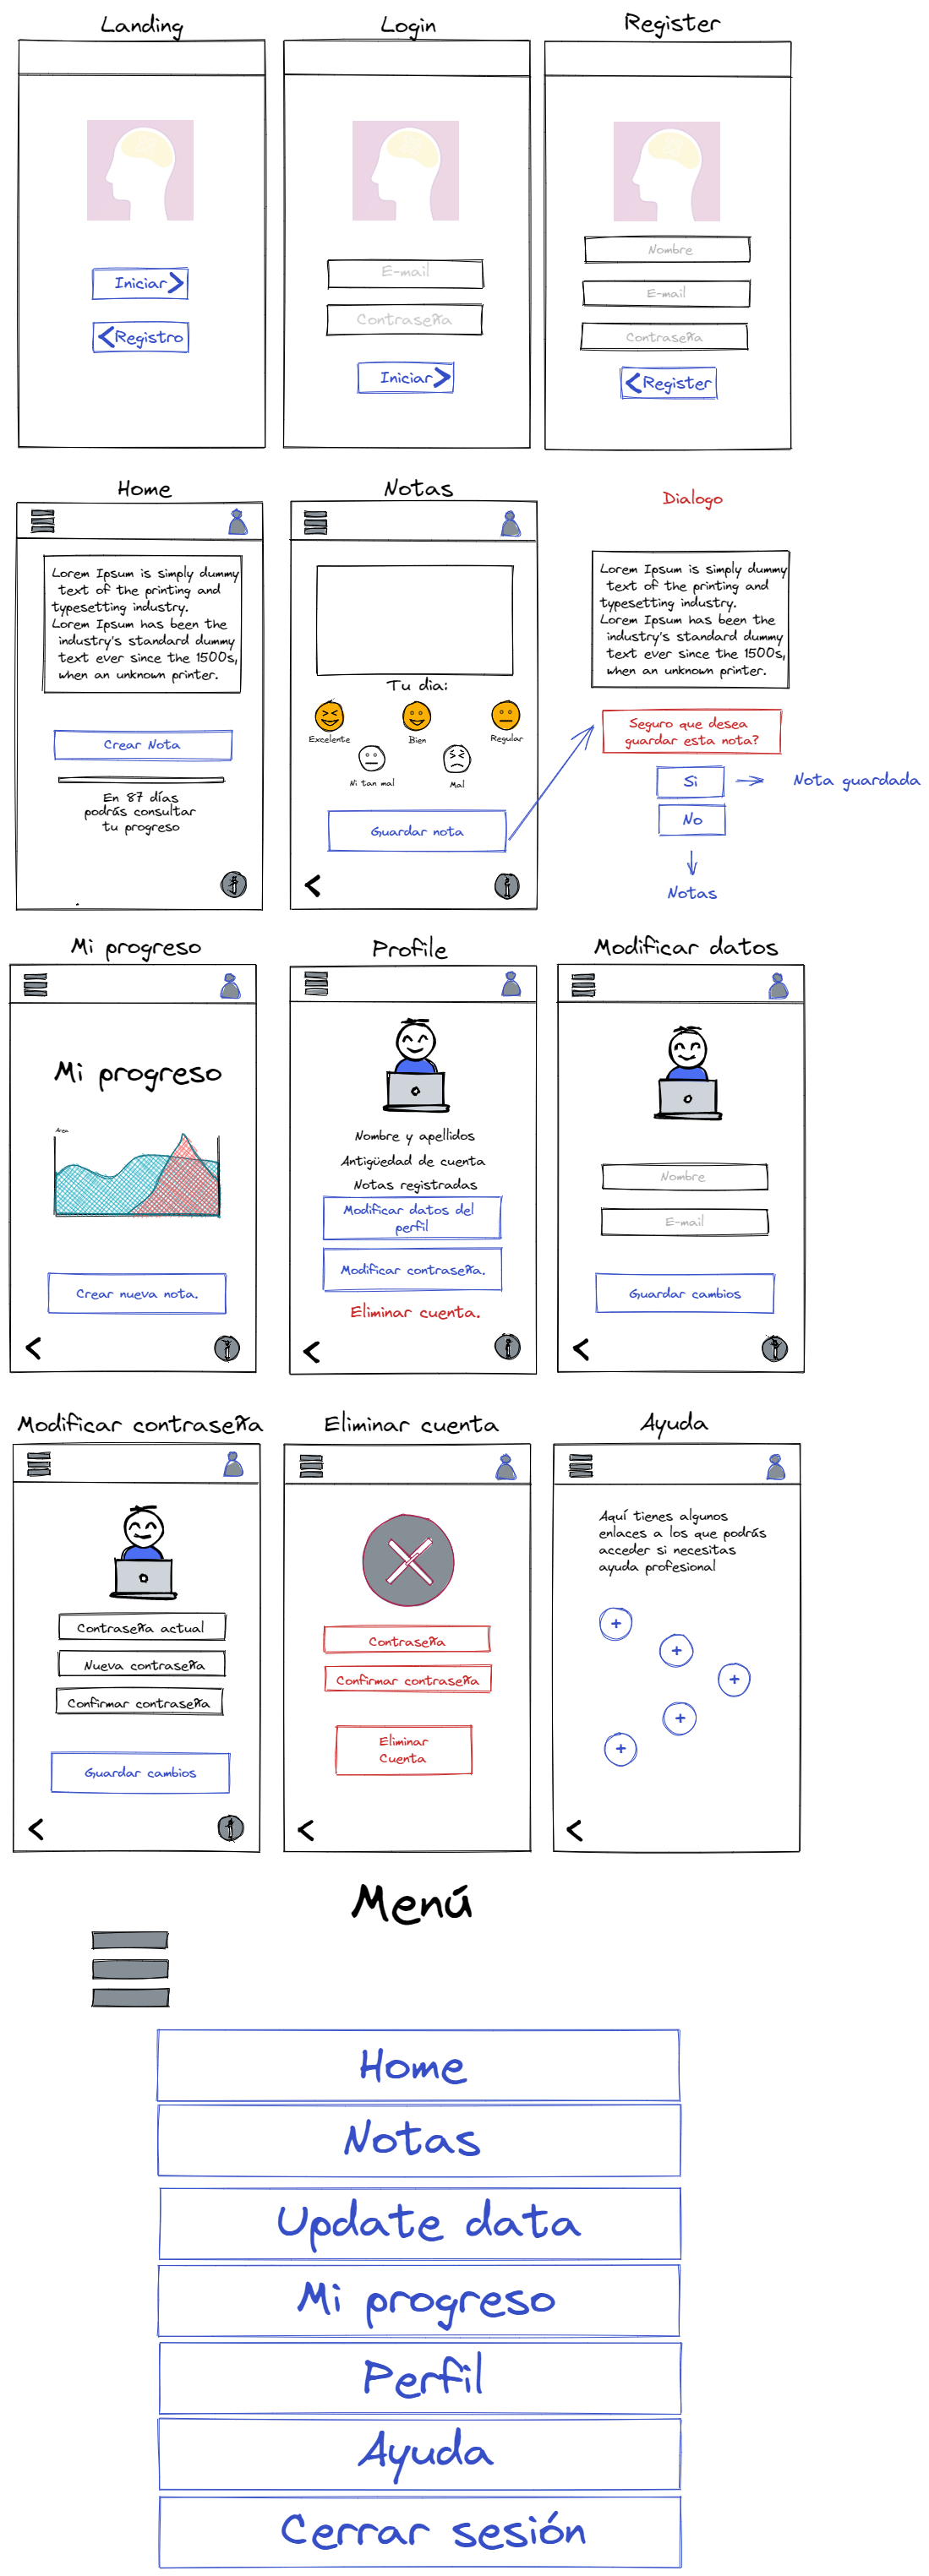 Landing
Iniciar
Registro
Login
E-mail
Contraseña
Iniciar
Register
Nombre
E-mail
Contraseña
Register
Home
Lorem Ipsum is simply dummy
text of the printing and
typesetting industry.
Lorem Ipsum has been the
industry's standard dummy
text ever since the 1500s,
when an unknown printer.
Crear Nota
En 87 días
podrás consultar
tu progreso
i
Notas
Tu dia:
Excelente
Bien
Regular
Ni tan mal
Mal
Guardar nota
i
Dialogo
Lorem Ipsum is simply dummy
text of the printing and
typesetting industry.
Lorem Ipsum has been the
industry's standard dummy
text ever since the 1500s,
when an unknown printer.
Seguro que desea
guardar esta nota?
Si
Nota guardada
No
Notas
Mi progreso
Mi progreso
Area
Crear nueva nota.
i
Profile
Nombre y apellidos
Antigüedad de cuenta
Notas registradas
Modificar datos del
perfil
Modificar contraseña.
Eliminar cuenta.
i
Modificar datos
Nombre
E-mail
Guardar cambios
i
Modificar contraseña
Contraseña actual
Nueva contraseña
Confirmar contraseña
Guardar cambios
i
Eliminar cuenta
Contraseña
Confirmar contraseña
Eliminar
Cuenta
Ayuda
Aquí tienes algunos
enlaces a los que podrás
acceder si necesitas
ayuda profesional
+
+
+
+
+
Menú
Home
Notas
Update data
Mi progreso
Perfil
Ayuda
Cerrar sesión